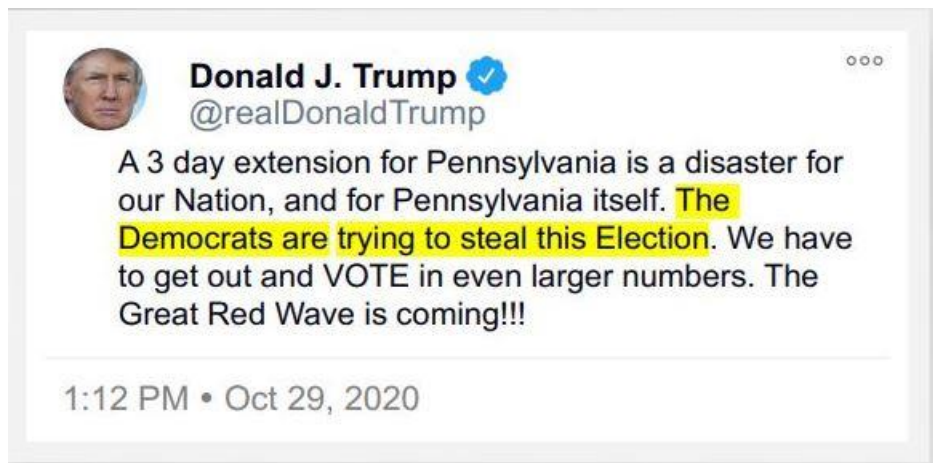 Donald J. Trump
@realDonaldTrump
A 3 day extension for Pennsylvania is a disaster for
our Nation, and for Pennsylvania itself. The
Democrats are trying to steal this Election. We have
to get out and VOTE in even larger numbers. The
Great Red Wave is coming!!!
1:12 PM • Oct 29, 2020